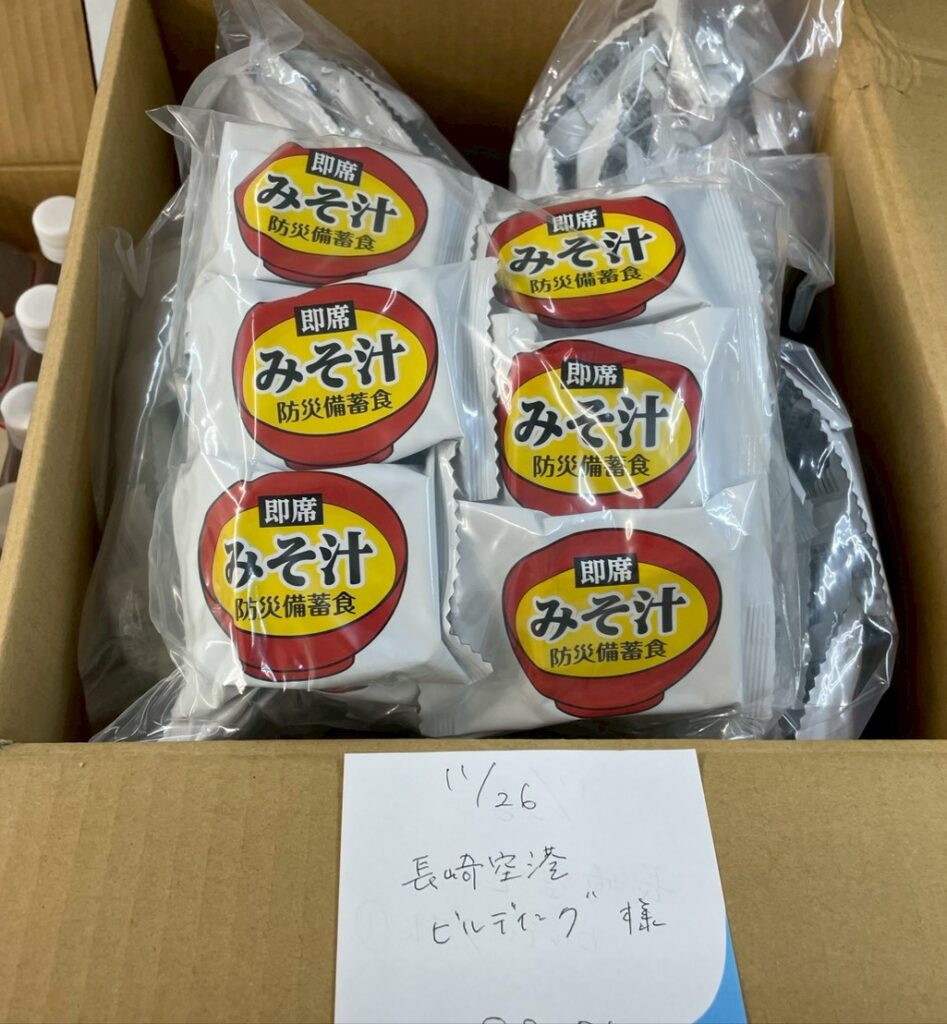 即席
みそ汁
防災備蓄食
即席
みそ汁
防災備蓄食
即席
みそ汁
防災備蓄食
即席
みそ汁
防災備蓄食
即席
みそ汁
防災備蓄食
即席
みそ汁
防災備蓄食
11/26
長崎空港
ビルディング 様